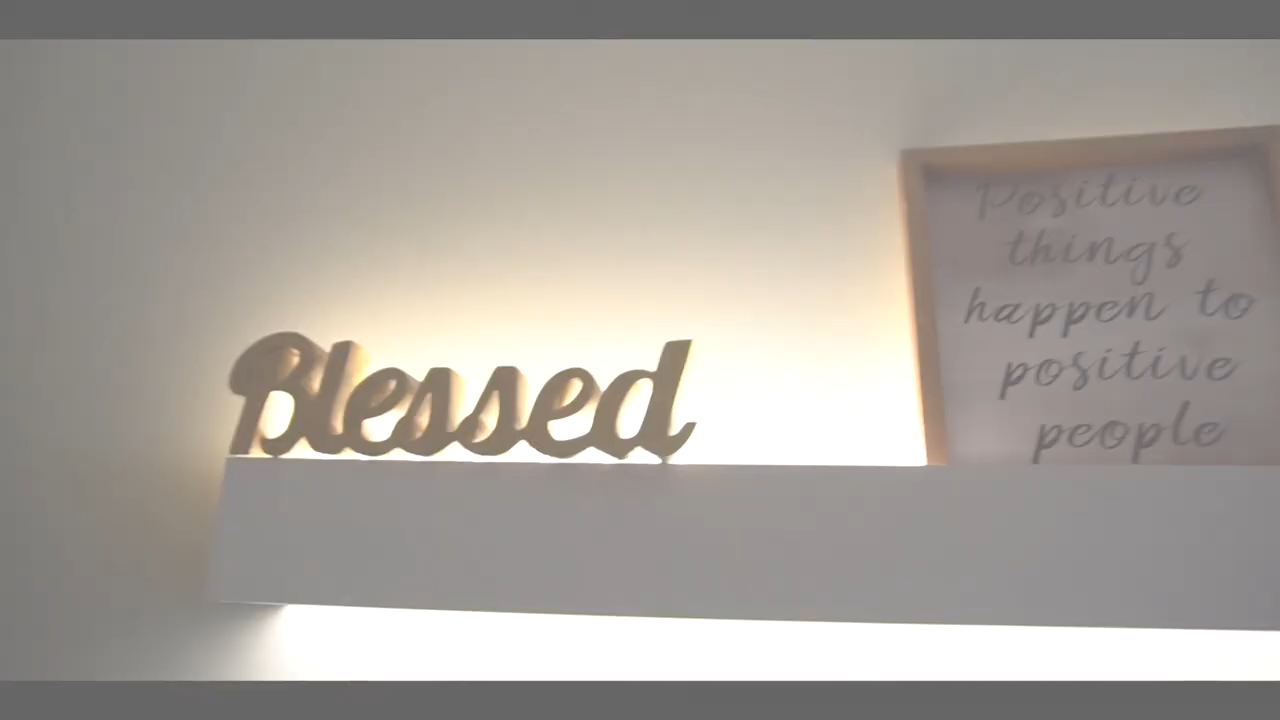 Blessed
Positive
things
happen to
positive
people